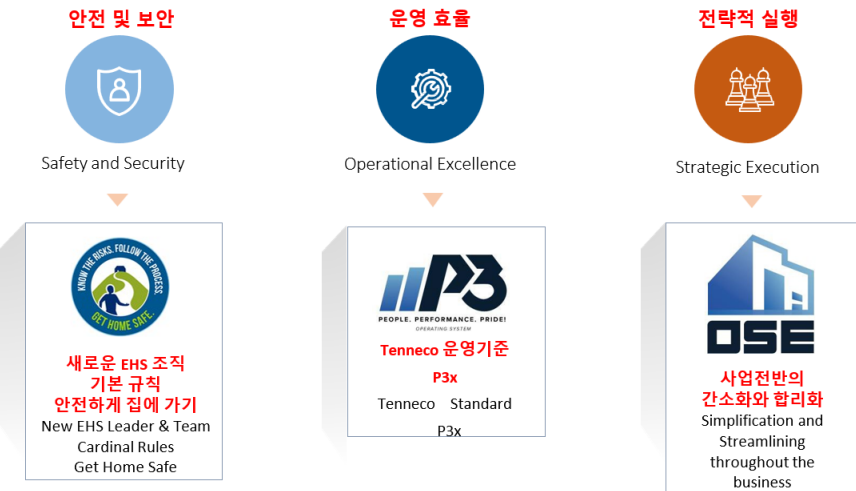 안전 및 보안
Safety and Security
KNOW THE RISKS. FOLLOW THE PROCESS.
GET HOME SAFE.
새로운 EHS 조직
기본 규칙
안전하게 집에 가기
New EHS Leader & Team
Cardinal Rules
Get Home Safe
운영 효율
Operational Excellence
P3
PEOPLE. PERFORMANCE. PRIDE!
OPERATING SYSTEM
Tenneco 운영기준
P3x
Tenneco Standard
P3x
전략적 실행
Strategic Execution
OSE
사업전반의
간소화와 합리화
Simplification and
Streamlining
throughout the
business